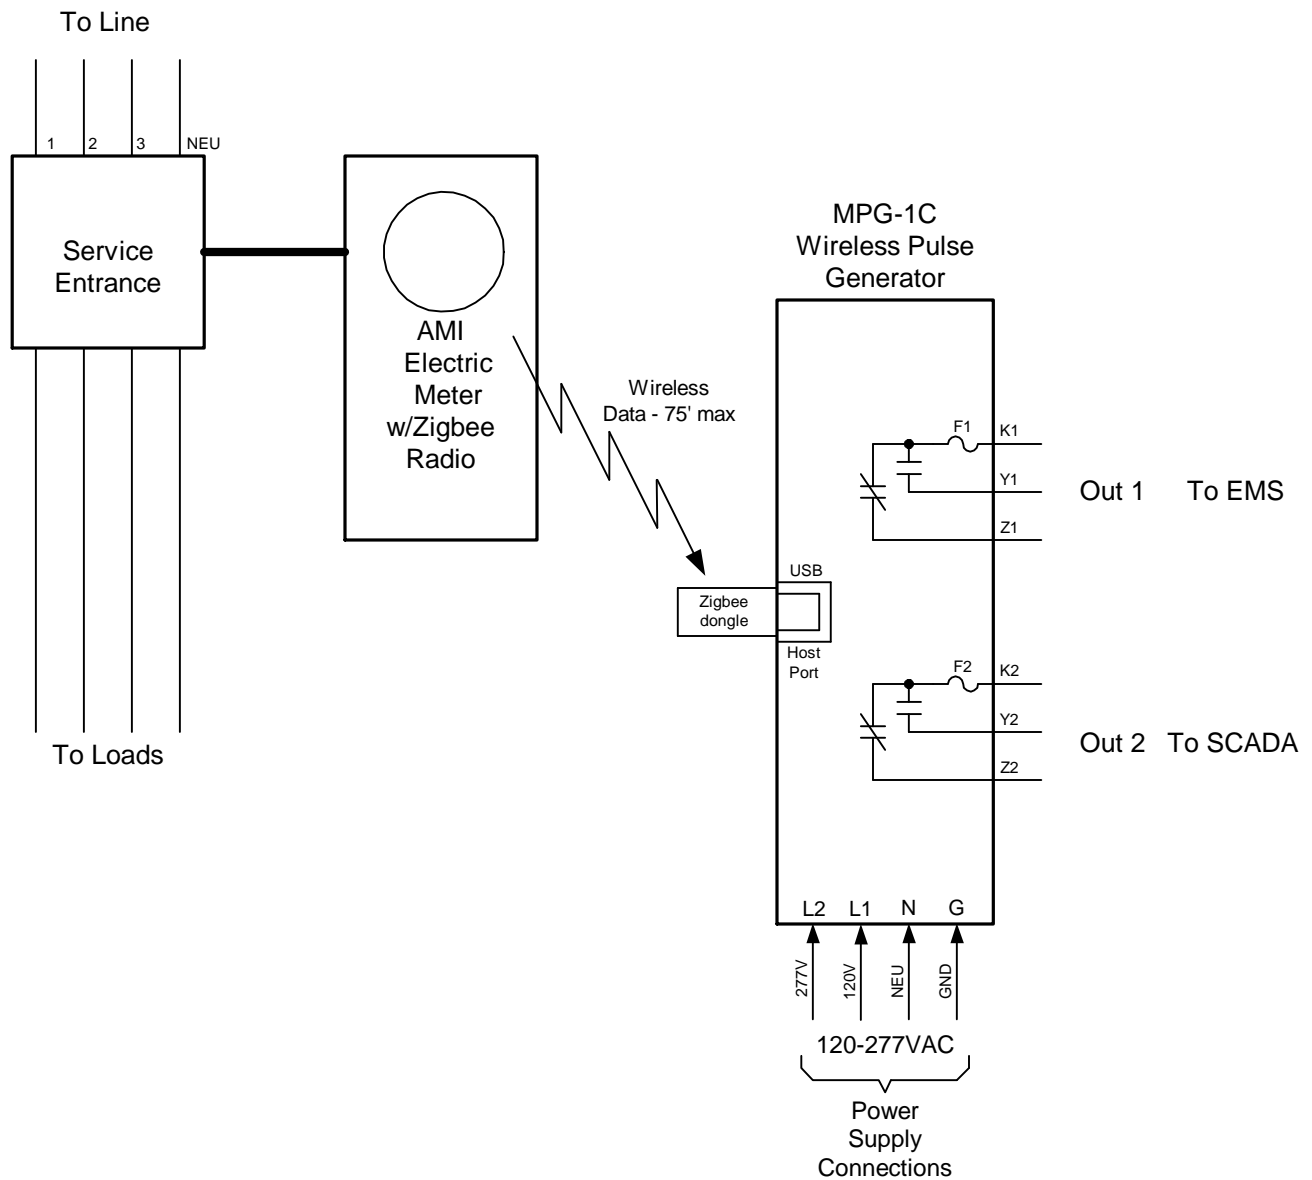 To Line
1 2 3 NEU
Service
Entrance
To Loads
AMI
Electric
Meter
w/Zigbee
Radio
Wireless
Data - 75' max
MPG-1C
Wireless Pulse
Generator
F1 K1
Y1
Z1
Out 1 To EMS
USB
Zigbee
dongle
Host
Port
F2 K2
Y2
Z2
Out 2 To SCADA
L2 L1 N G
277V 120V NEU GND
120-277VAC
Power
Supply
Connections